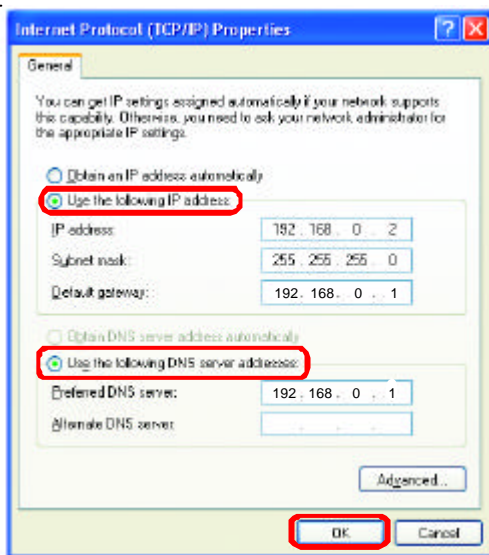 Internet Protocol (TCP/IP) Properties
General
You can get IP settings assigned automatically if your network supports
this capability. Otherwise, you need to ask your network administrator for
the appropriate IP settings.
Obtain an IP address automatically
Use the following IP address:
IP address: 192 . 168 . 0 . 2
Subnet mask: 255 . 255 . 255 . 0
Default gateway: 192 . 168 . 0 . 1
Obtain DNS server address automatically
Use the following DNS server addresses:
Preferred DNS server: 192 . 168 . 0 . 1
Alternate DNS server: . . .
Advanced...
OK
Cancel